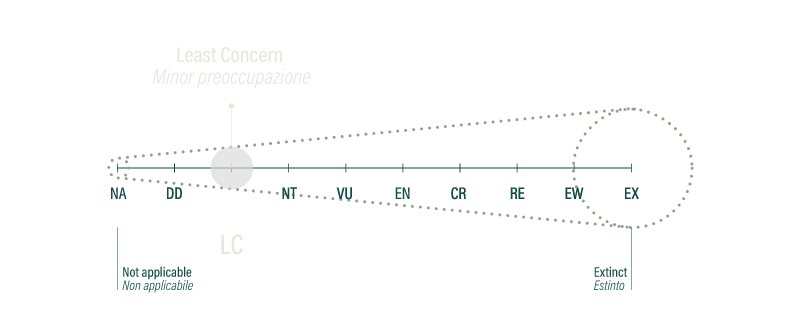 Least Concern
Minor preoccupazione
NA DD NT VU EN CR RE EW EX
LC
Not applicable
Non applicabile
Extinct
Estinto